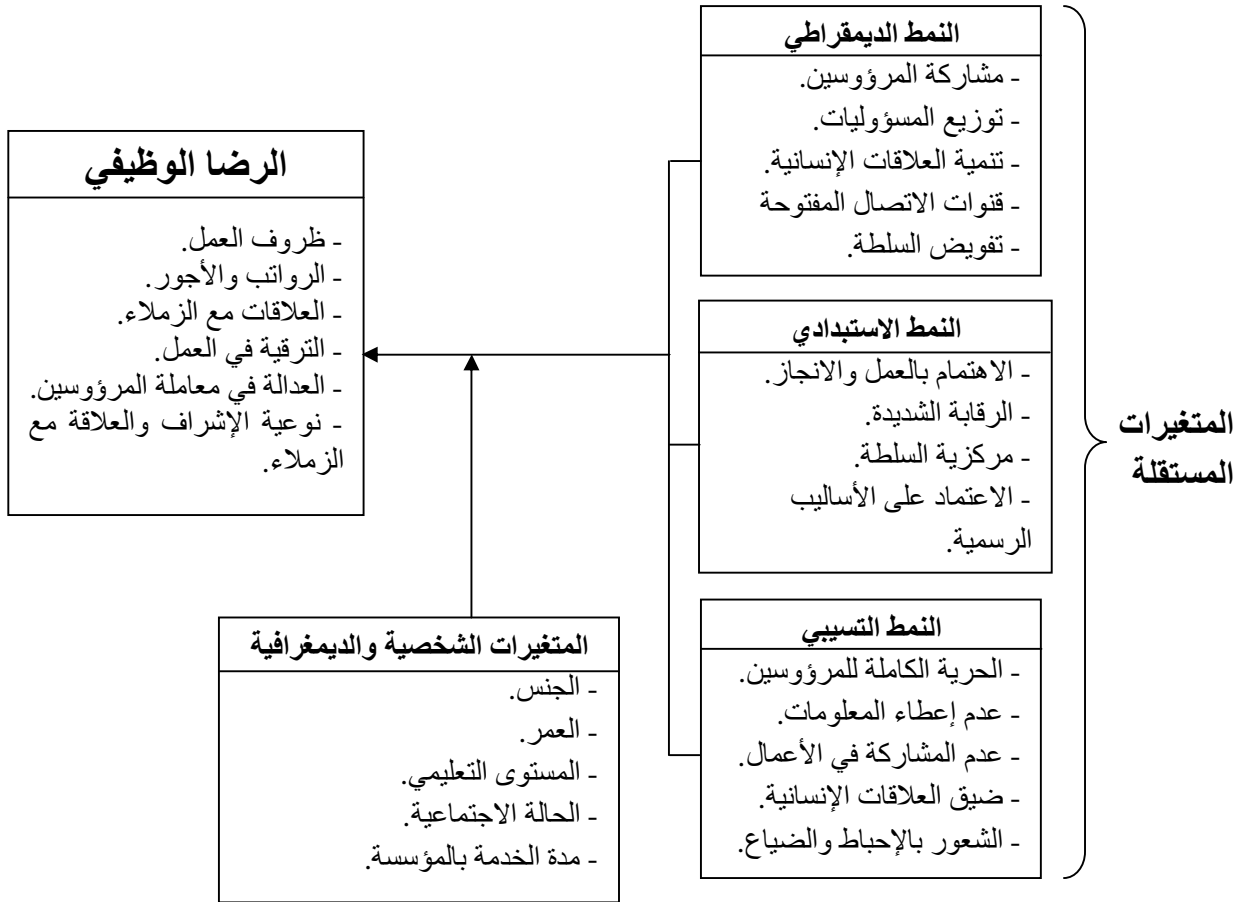 النمط الديمقراطي
- مشاركة المرؤوسين.
- توزيع المسؤوليات.
- تنمية العلاقات الإنسانية.
- قنوات الاتصال المفتوحة
- تفويض السلطة.
النمط الاستبدادي
- الاهتمام بالعمل والانجاز.
- الرقابة الشديدة.
- مركزية السلطة.
- الاعتماد على الأساليب
الرسمية.
النمط التسيبي
- الحرية الكاملة للمرؤوسين.
- عدم إعطاء المعلومات.
- عدم المشاركة في الأعمال.
- ضيق العلاقات الإنسانية.
- الشعور بالإحباط والضياع.
المتغيرات
المستقلة
الرضا الوظيفي
- ظروف العمل.
- الرواتب والأجور.
- العلاقات مع الزملاء.
- الترقية في العمل.
- العدالة في معاملة المرؤوسين.
- نوعية الإشراف والعلاقة مع
الزملاء.
المتغيرات الشخصية والديمغرافية
- الجنس.
- العمر.
- المستوى التعليمي.
- الحالة الاجتماعية.
- مدة الخدمة بالمؤسسة.